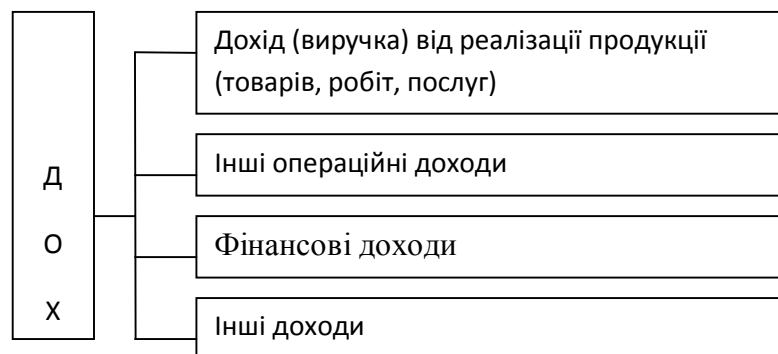 Д
О
Х
Дохід (виручка) від реалізації продукції
(товарів, робіт, послуг)
Інші операційні доходи
Фінансові доходи
Інші доходи